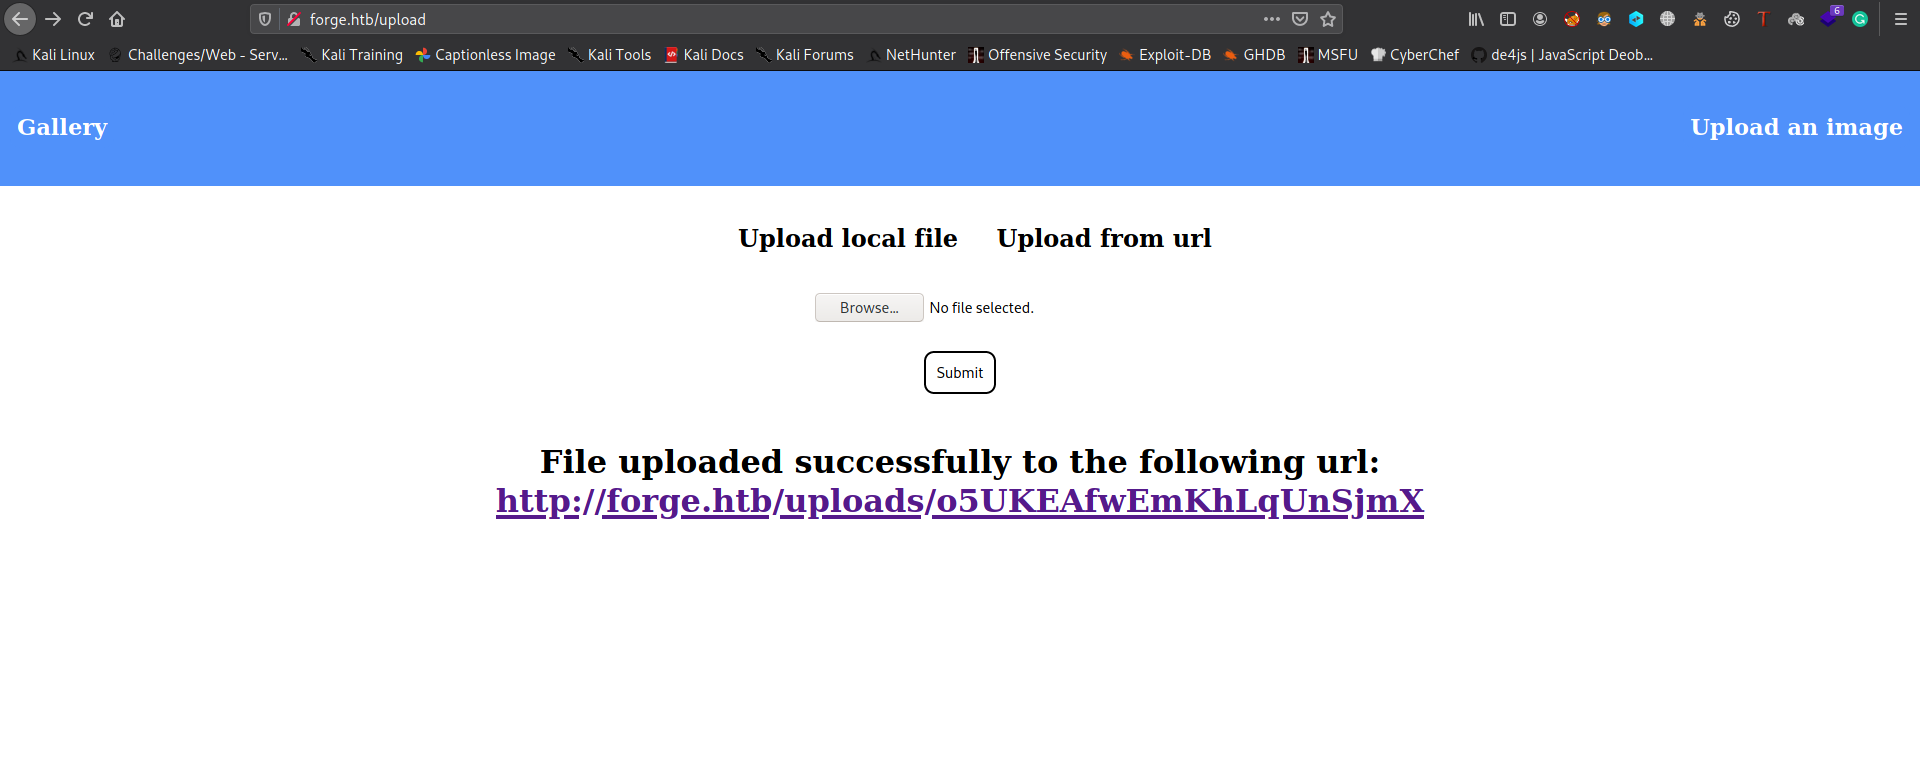 forge.htb/upload
6
Kali Linux Challenges/Web - Serv... Kali Training Captionless Image Kali Tools Kali Docs Kali Forums NetHunter Offensive Security Exploit-DB GHDB MSFU CyberChef de4js | JavaScript Deob...
Gallery Upload an image
Upload local file Upload from url
Browse... No file selected.
Submit
File uploaded successfully to the following url:
http://forge.htb/uploads/o5UKEAfwEmKhLqUnSjmX